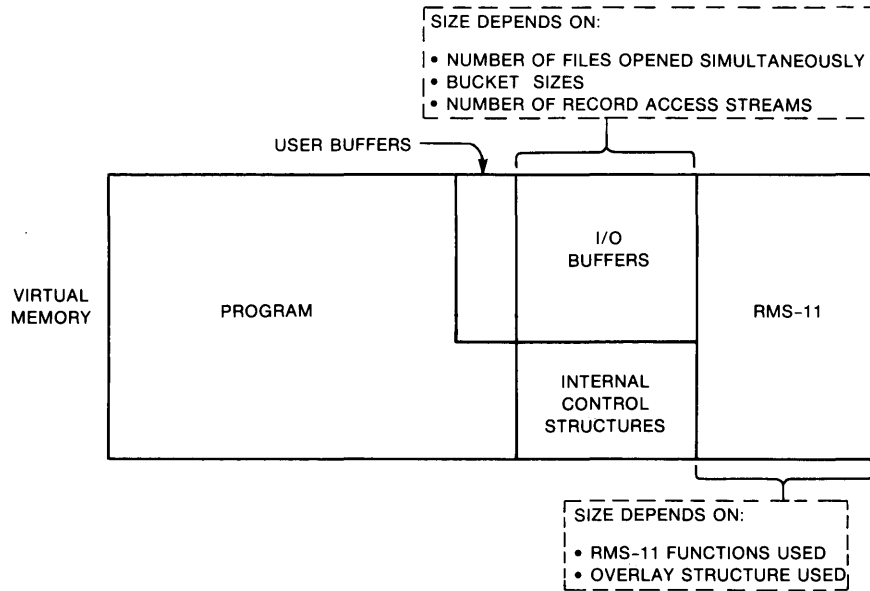 SIZE DEPENDS ON:
• NUMBER OF FILES OPENED SIMULTANEOUSLY
• BUCKET SIZES
• NUMBER OF RECORD ACCESS STREAMS
USER BUFFERS
VIRTUAL
MEMORY
PROGRAM
I/O
BUFFERS
RMS-11
INTERNAL
CONTROL
STRUCTURES
SIZE DEPENDS ON:
• RMS-11 FUNCTIONS USED
• OVERLAY STRUCTURE USED